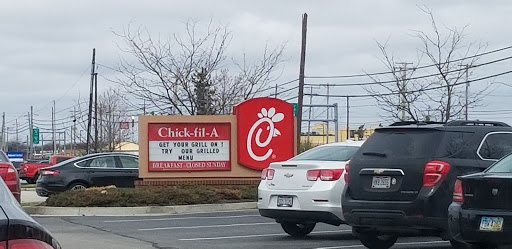 Chick-fil-A
GET YOUR GRILL ON !
TRY OUR GRILLED
MENU
BREAKFAST · CLOSED SUNDAY